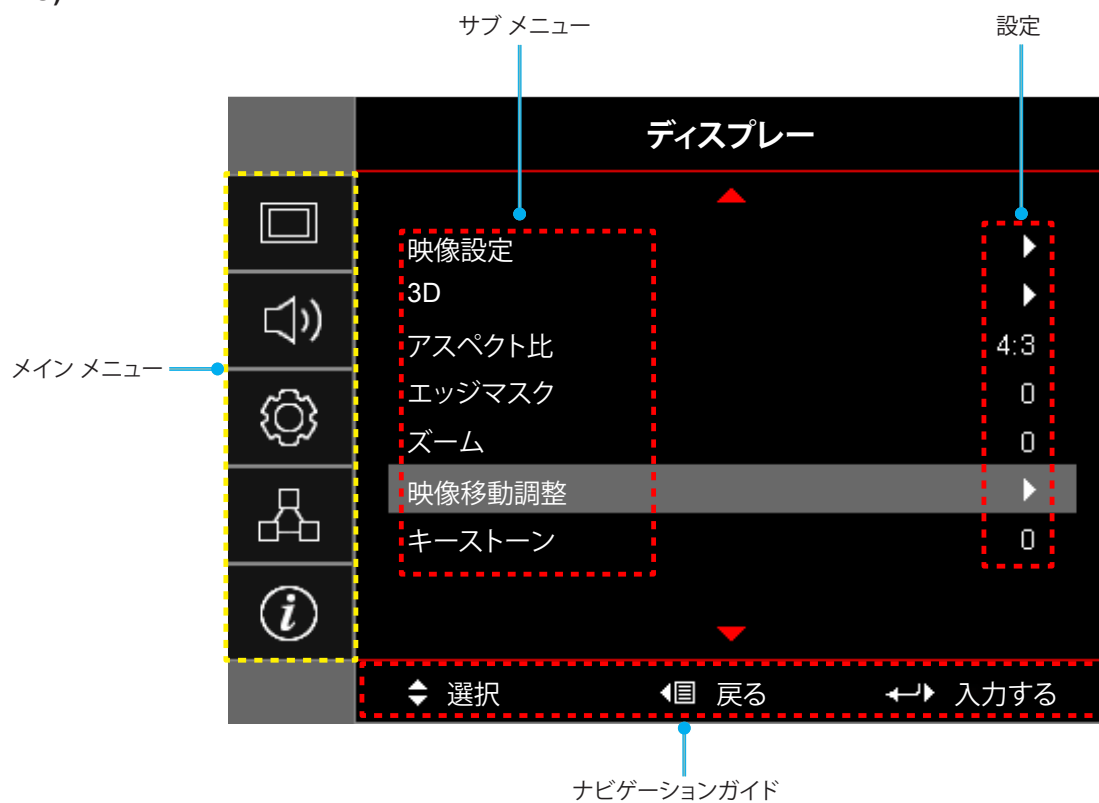 サブ メニュー
設定
ディスプレー
映像設定
3D
アスペクト比 4:3
エッジマスク 0
ズーム 0
映像移動調整
キーストーン 0
メイン メニュー
選択 戻る 入力する
ナビゲーションガイド